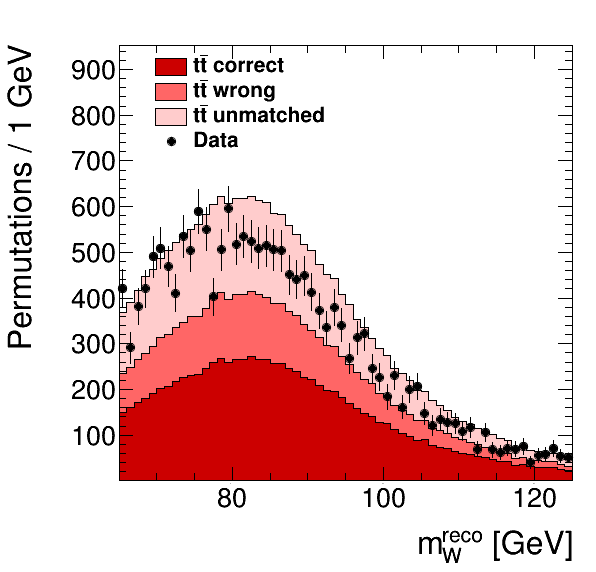 Permutations / 1 GeV
900
800
700
600
500
400
300
200
100
tt̅ correct
tt̅ wrong
tt̅ unmatched
Data
80 100 120
m_W^reco [GeV]